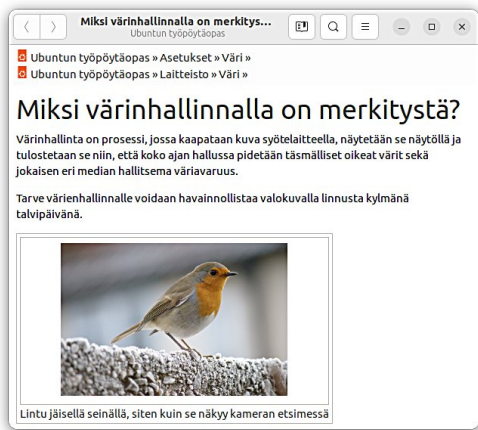 Miksi värinhallinnalla on merkitys…
Ubuntun työpöytäopas
Ubuntun työpöytäopas » Asetukset » Väri »
Ubuntun työpöytäopas » Laitteisto » Väri »
Miksi värinhallinnalla on merkitystä?
Värinhallinta on prosessi, jossa kaapataan kuva syötelaitteella, näytetään se näytöllä ja
tulostetaan se niin, että koko ajan hallussa pidetään täsmälliset oikeat värit sekä
jokaisen eri median hallitsema väriavaruus.
Tarve värienhallinnalle voidaan havainnollistaa valokuvalla linnusta kylmänä
talvipäivänä.
Lintu jäisellä seinällä, siten kuin se näkyy kameran etsimessä